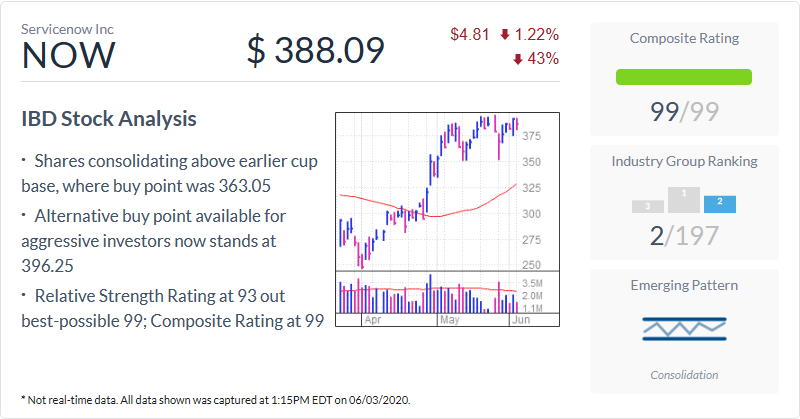 Servicenow Inc
NOW
$ 388.09
$4.81 1.22%
43%
IBD Stock Analysis
· Shares consolidating above earlier cup
base, where buy point was 363.05
· Alternative buy point available for
aggressive investors now stands at
396.25
· Relative Strength Rating at 93 out
best-possible 99; Composite Rating at 99
375
350
325
300
275
250
3.5M
2.0M
1.1M
Apr May Jun
* Not real-time data. All data shown was captured at 1:15PM EDT on 06/03/2020.
Composite Rating
99/99
Industry Group Ranking
3 1 2
2/197
Emerging Pattern
Consolidation